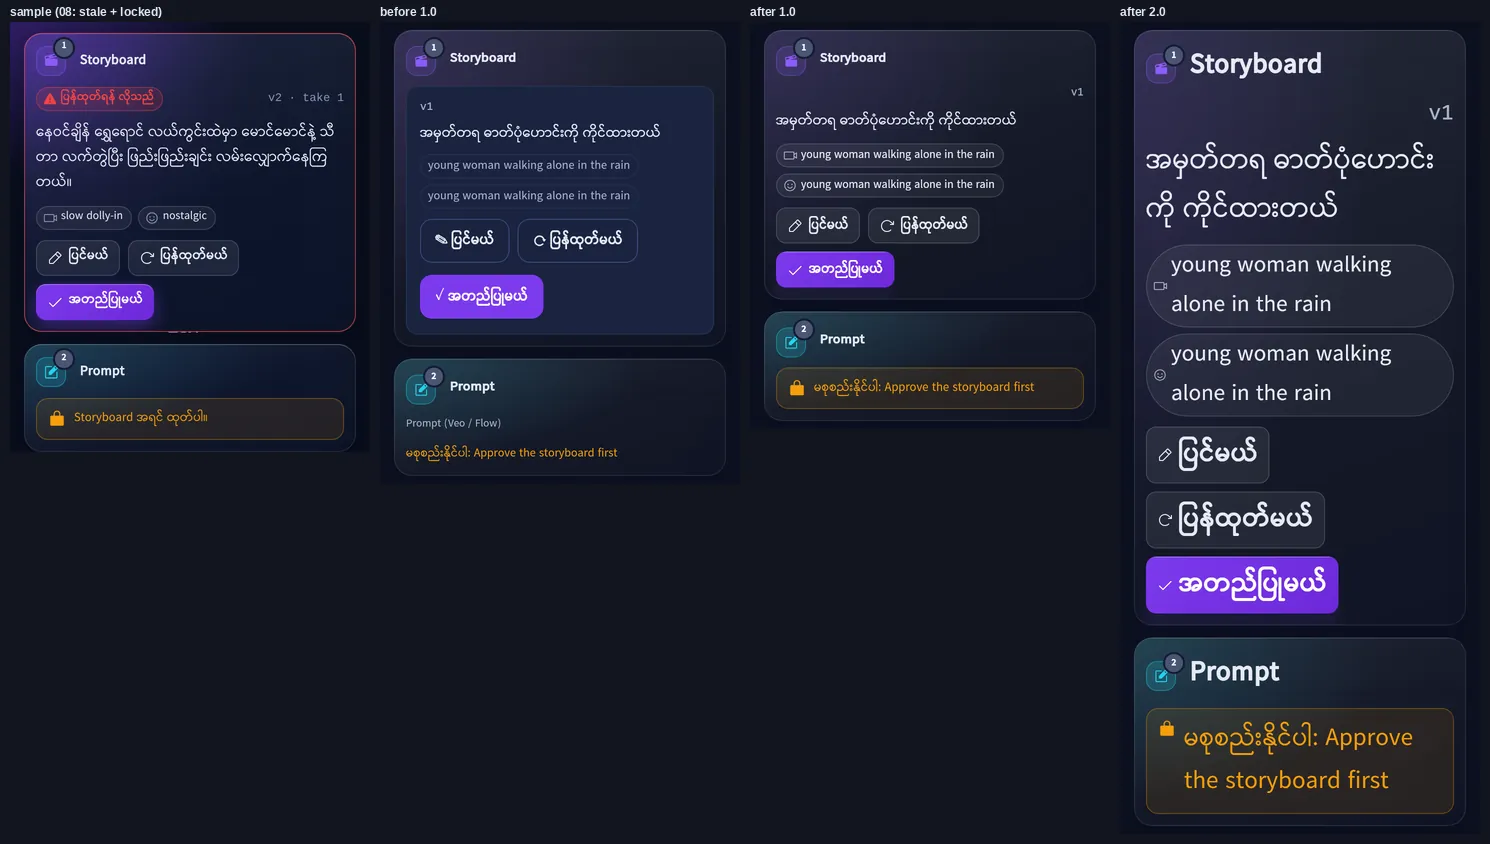 sample (08: stale + locked)
1
Storyboard
ပြန်ထုတ်ရန် လိုသည်
v2 · take 1
နေဝင်ချိန် ရွှေရောင် လယ်ကွင်းထဲမှာ မောင်မောင်နဲ့ သီ
တာ လက်တွဲပြီး ဖြည်းဖြည်းချင်း လမ်းလျှောက်နေကြ
တယ်။
slow dolly-in
nostalgic
ပြင်မယ်
ပြန်ထုတ်မယ်
အတည်ပြုမယ်
2
Prompt
Storyboard အရင် ထုတ်ပါ။
before 1.0
1
Storyboard
v1
အမှတ်တရ ဓာတ်ပုံဟောင်းကို ကိုင်ထားတယ်
young woman walking alone in the rain
young woman walking alone in the rain
✎ ပြင်မယ်
⟳ ပြန်ထုတ်မယ်
✓ အတည်ပြုမယ်
2
Prompt
Prompt (Veo / Flow)
မစုစည်းနိုင်ပါ: Approve the storyboard first
after 1.0
1
Storyboard
v1
အမှတ်တရ ဓာတ်ပုံဟောင်းကို ကိုင်ထားတယ်
young woman walking alone in the rain
young woman walking alone in the rain
ပြင်မယ်
ပြန်ထုတ်မယ်
အတည်ပြုမယ်
2
Prompt
မစုစည်းနိုင်ပါ: Approve the storyboard first
after 2.0
1
Storyboard
v1
အမှတ်တရ ဓာတ်ပုံဟောင်း
ကို ကိုင်ထားတယ်
young woman walking
alone in the rain
young woman walking
alone in the rain
ပြင်မယ်
ပြန်ထုတ်မယ်
အတည်ပြုမယ်
2
Prompt
မစုစည်းနိုင်ပါ: Approve
the storyboard first